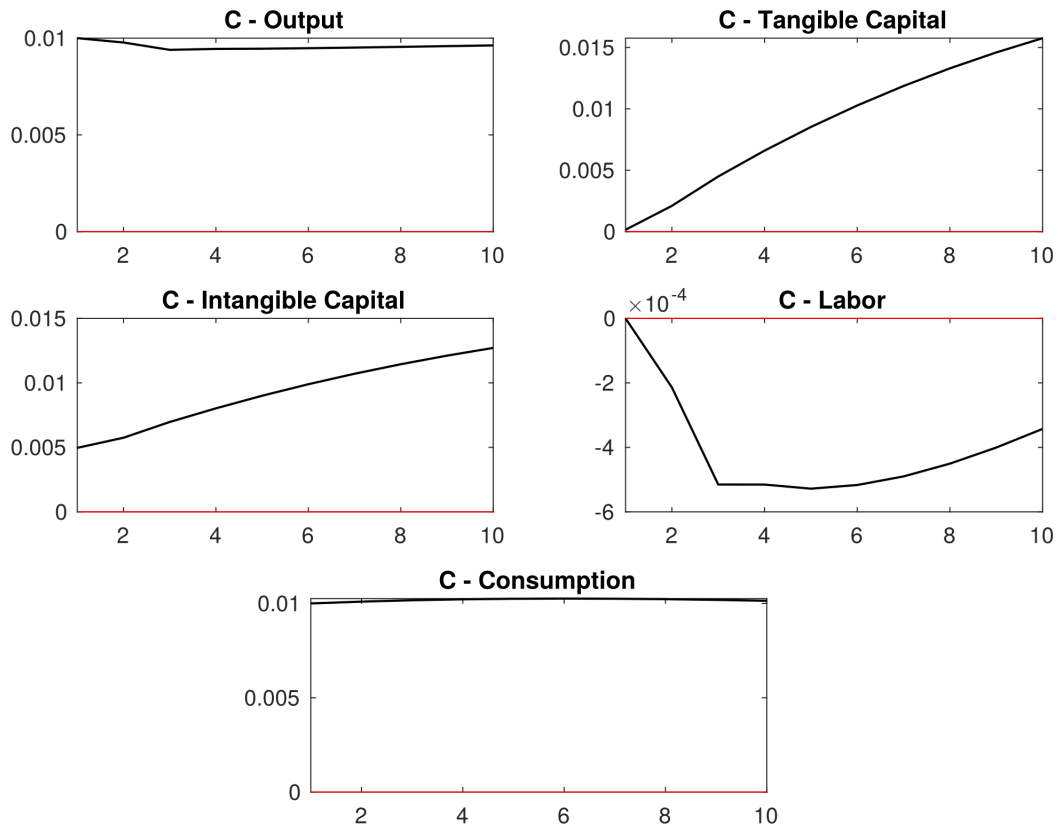 C - Output
0.01
0.005
0
2 4 6 8 10
C - Tangible Capital
0.015
0.01
0.005
0
2 4 6 8 10
C - Intangible Capital
0.015
0.01
0.005
0
2 4 6 8 10
C - Labor
×10^-4
0
-2
-4
-6
2 4 6 8 10
C - Consumption
0.01
0.005
0
2 4 6 8 10